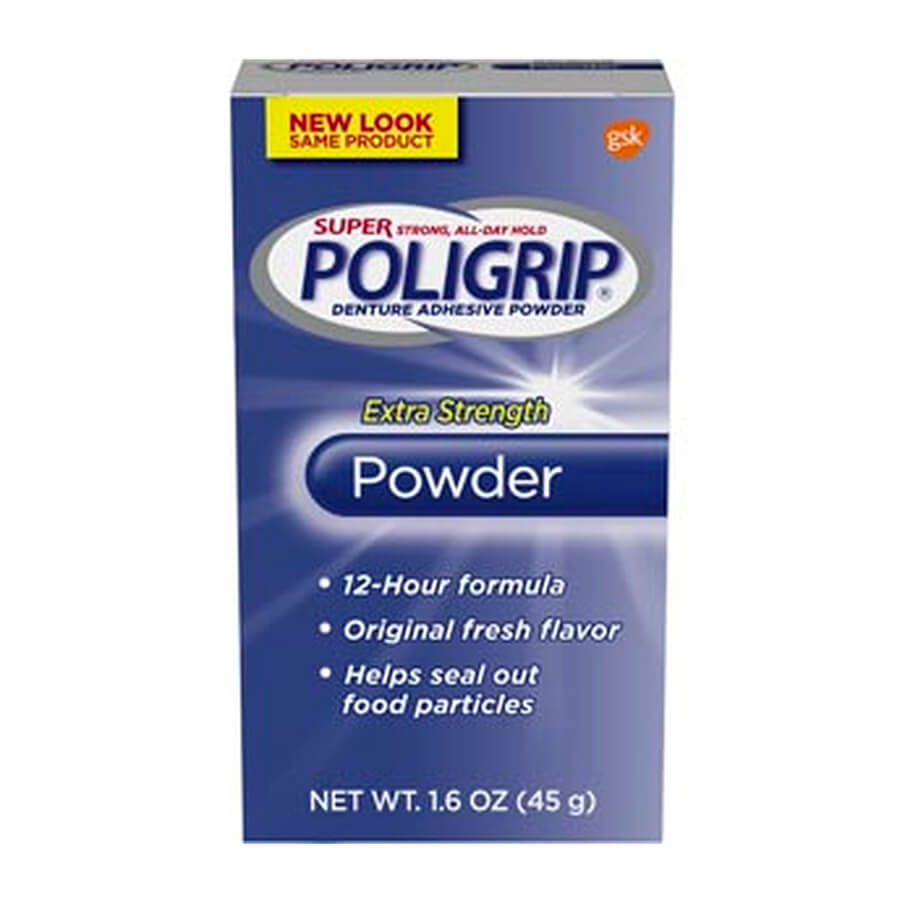 POLIGRIP
NEW LOOK
SAME PRODUCT
gsk
SUPER STRONG, ALL-DAY HOLD
POLIGRIP®
DENTURE ADHESIVE POWDER
Extra Strength
Powder
• 12-Hour formula
• Original fresh flavor
• Helps seal out
food particles
NET WT. 1.6 OZ (45 g)